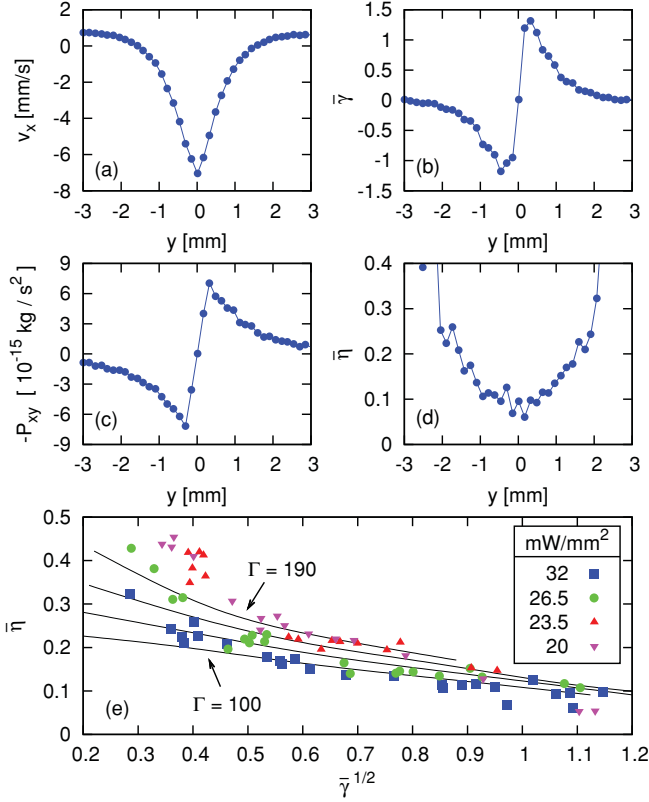 2
0
-2
-4
-6
-8
vx [mm/s]
(a)
-3 -2 -1 0 1 2 3
y [mm]
1.5
1
0.5
0
-0.5
-1
-1.5
γ̄
(b)
-3 -2 -1 0 1 2 3
y [mm]
9
6
3
0
-3
-6
-9
-Pxy [ 10⁻¹⁵ kg / s² ]
(c)
-3 -2 -1 0 1 2 3
y [mm]
0.4
0.3
0.2
0.1
0
η̄
(d)
-3 -2 -1 0 1 2 3
y [mm]
0.5
0.4
0.3
0.2
0.1
0
η̄
Γ = 190
Γ = 100
(e)
mW/mm²
32
26.5
23.5
20
0.2 0.3 0.4 0.5 0.6 0.7 0.8 0.9 1 1.1 1.2
γ̄ 1/2